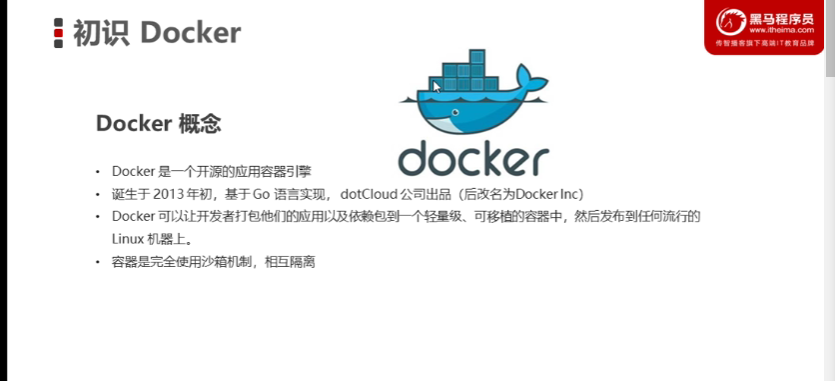 初识 Docker
黑马程序员
www.itheima.com
传智播客旗下高端IT教育品牌
docker
Docker 概念
• Docker 是一个开源的应用容器引擎
• 诞生于 2013 年初，基于 Go 语言实现， dotCloud 公司出品（后改名为Docker Inc）
• Docker 可以让开发者打包他们的应用以及依赖包到一个轻量级、可移植的容器中，然后发布到任何流行的
Linux 机器上。
• 容器是完全使用沙箱机制，相互隔离